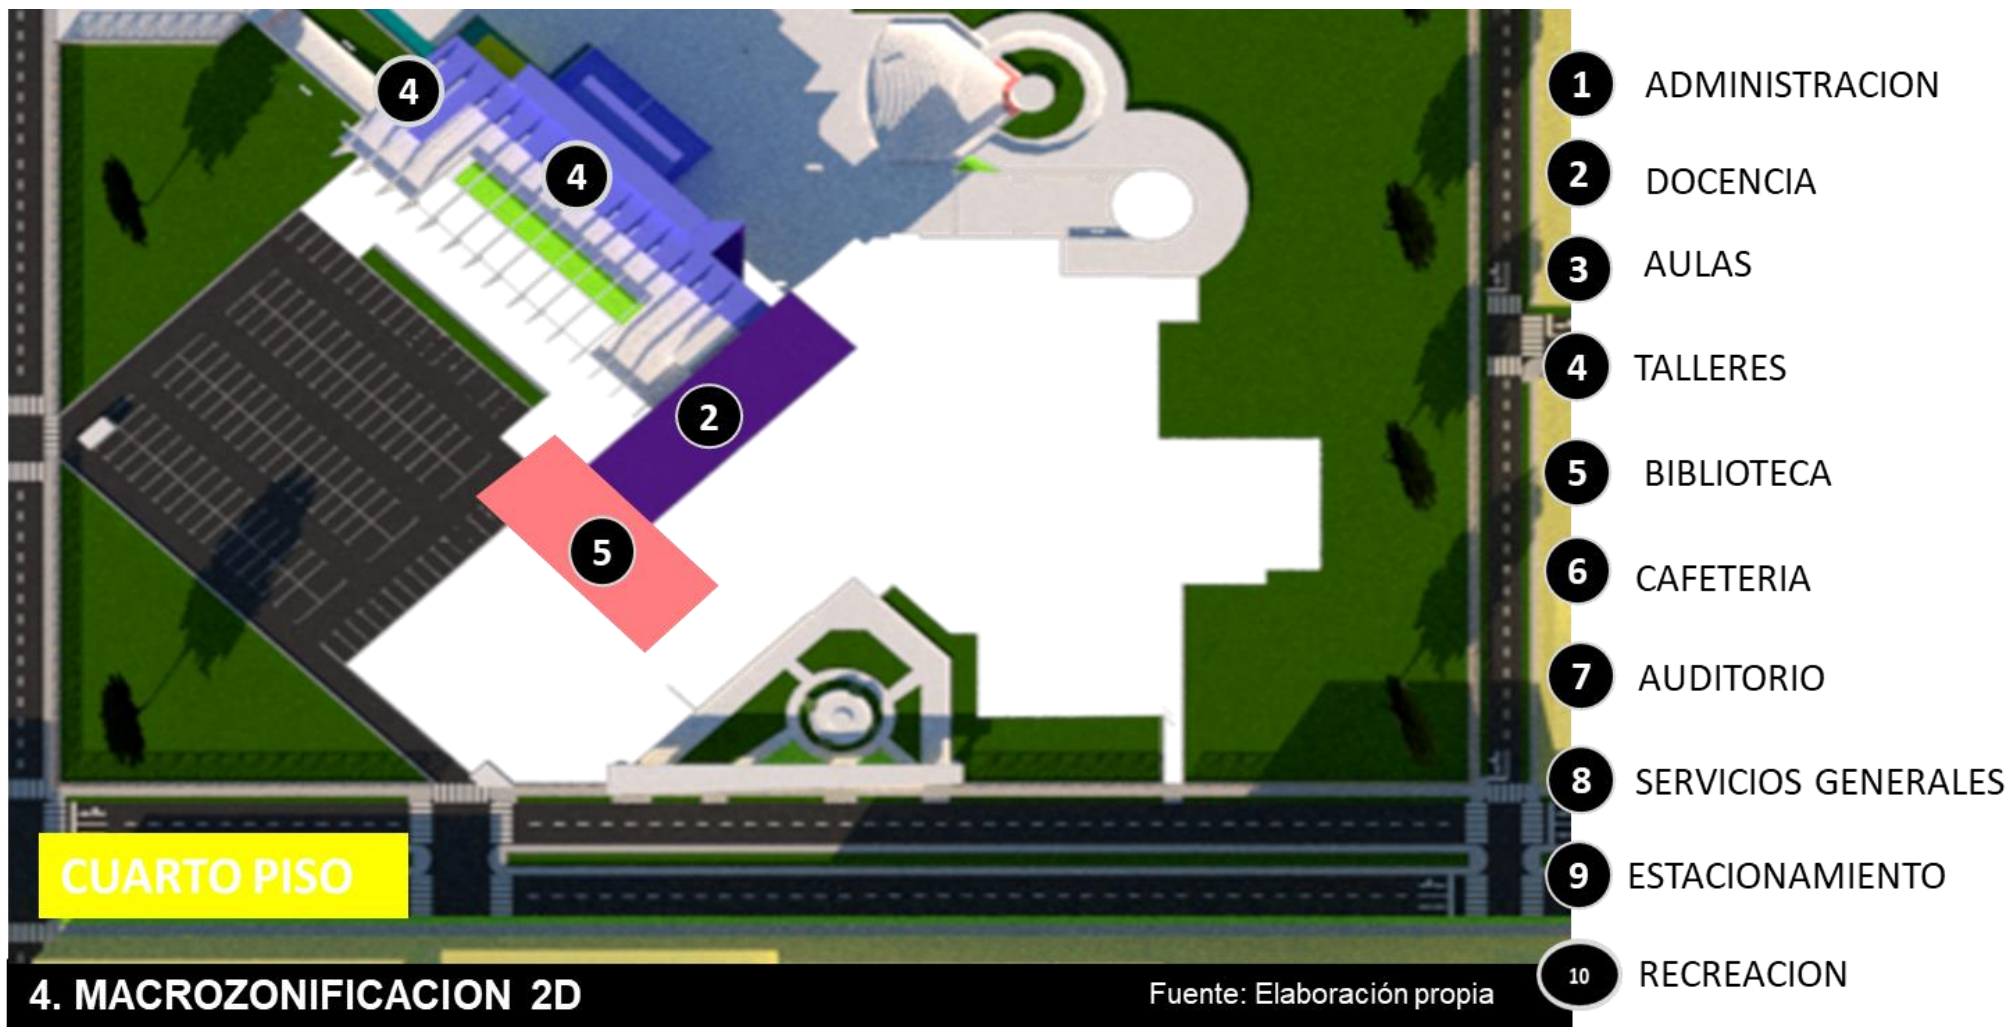 4
4
2
5
1 ADMINISTRACION
2 DOCENCIA
3 AULAS
4 TALLERES
5 BIBLIOTECA
6 CAFETERIA
7 AUDITORIO
8 SERVICIOS GENERALES
9 ESTACIONAMIENTO
10 RECREACION
CUARTO PISO
4. MACROZONIFICACION 2D
Fuente: Elaboración propia